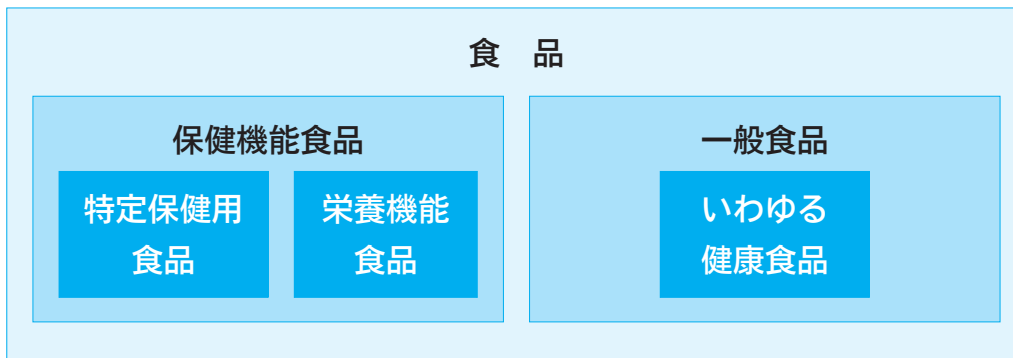 食　品
保健機能食品
特定保健用
食品
栄養機能
食品
一般食品
いわゆる
健康食品